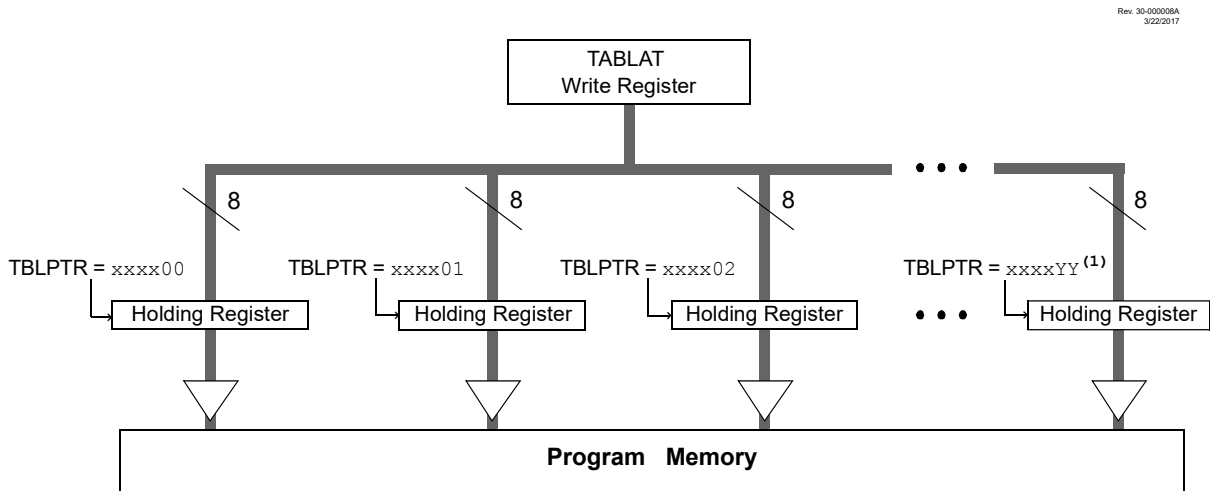 Rev. 30-000008A
3/22/2017
TABLAT
Write Register
8 8 8 8
TBLPTR = xxxx00 TBLPTR = xxxx01 TBLPTR = xxxx02 TBLPTR = xxxxYY(1)
Holding Register Holding Register Holding Register Holding Register
Program Memory